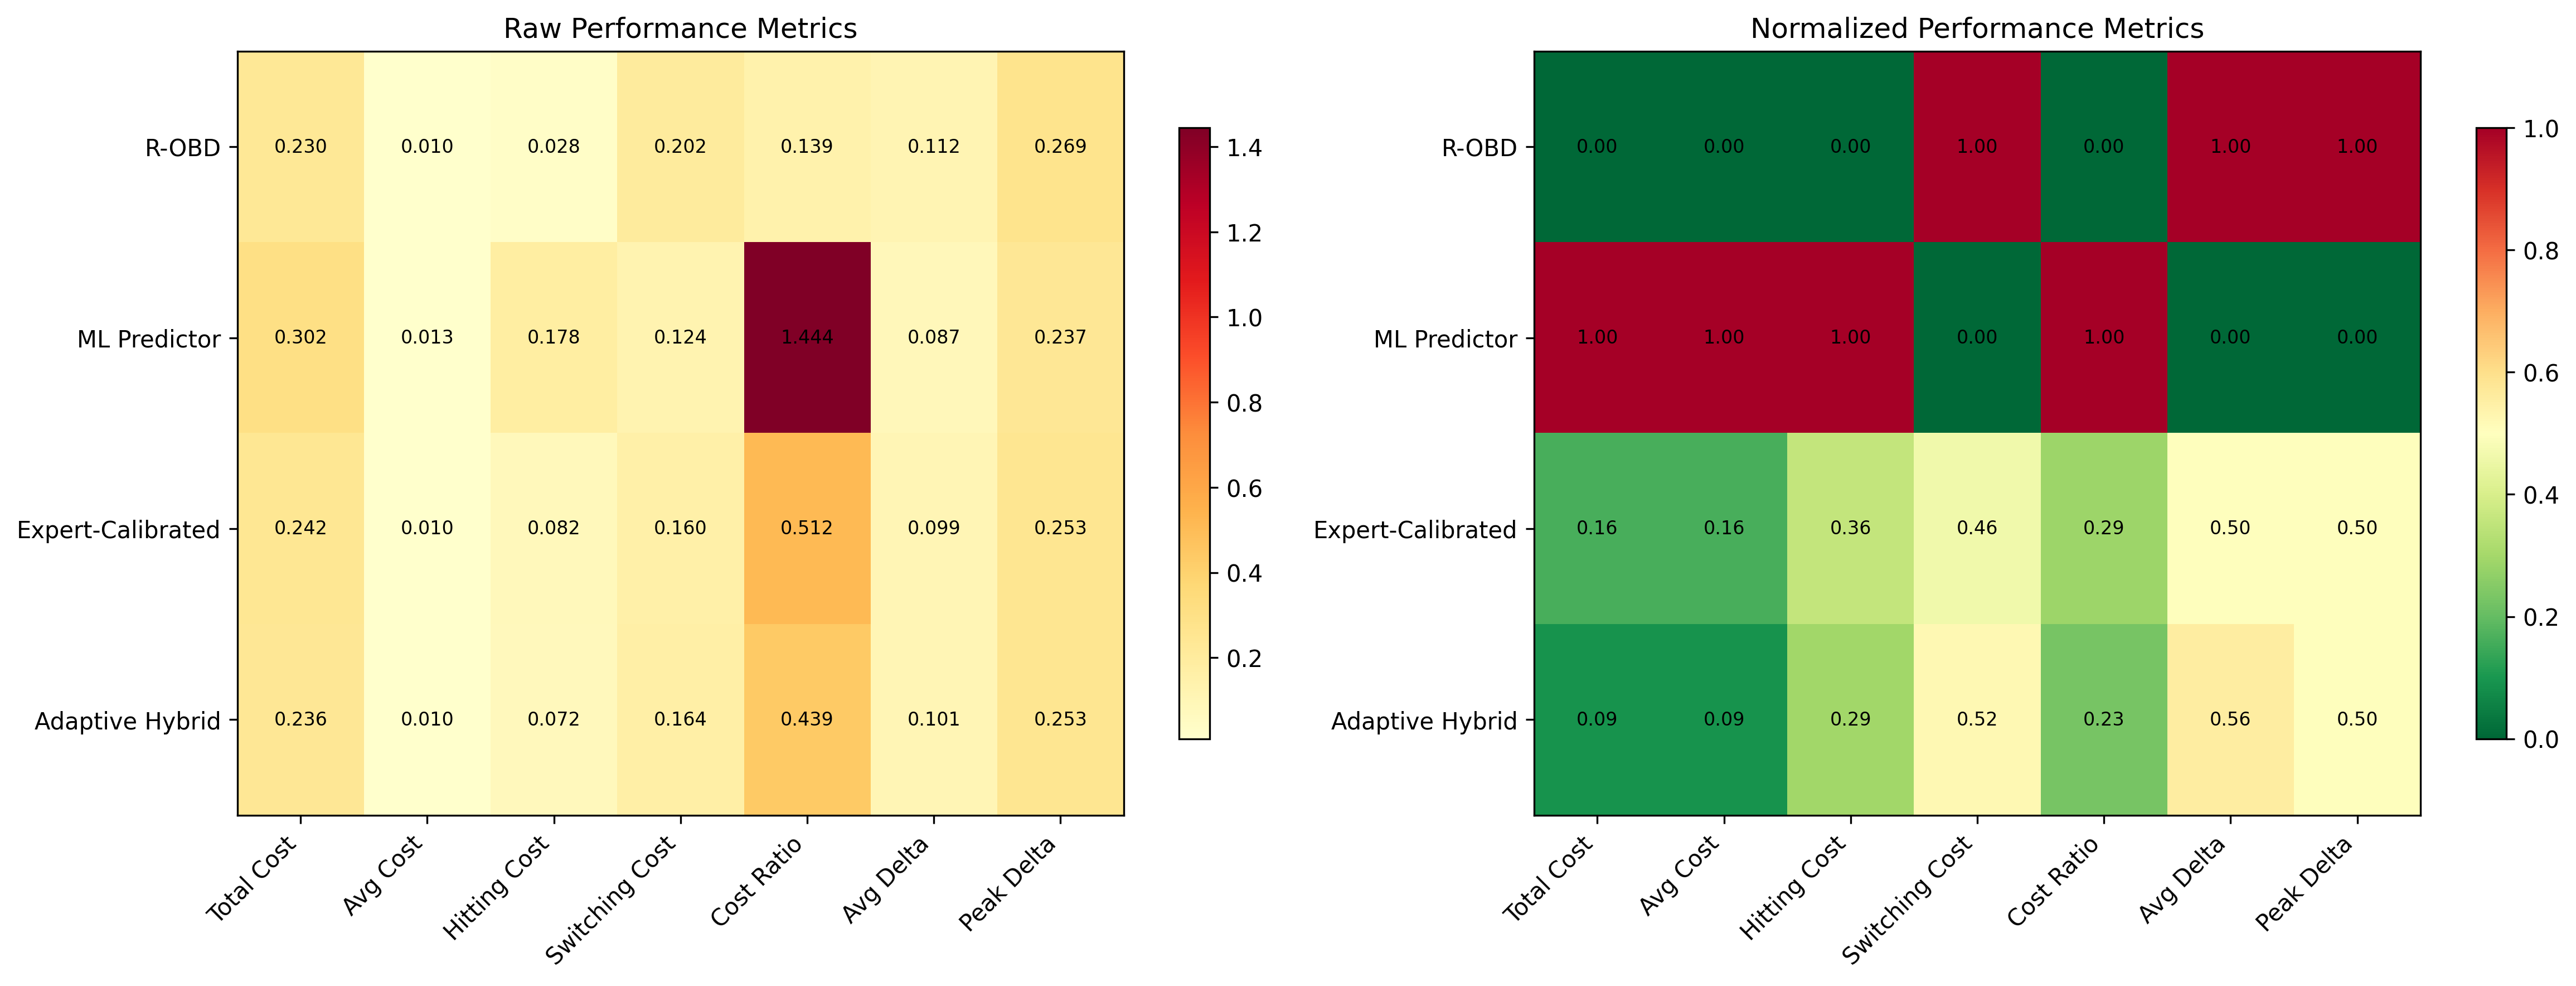 Raw Performance Metrics
R-OBD 0.230 0.010 0.028 0.202 0.139 0.112 0.269
ML Predictor 0.302 0.013 0.178 0.124 1.444 0.087 0.237
Expert-Calibrated 0.242 0.010 0.082 0.160 0.512 0.099 0.253
Adaptive Hybrid 0.236 0.010 0.072 0.164 0.439 0.101 0.253
Total Cost
Avg Cost
Hitting Cost
Switching Cost
Cost Ratio
Avg Delta
Peak Delta
1.4
1.2
1.0
0.8
0.6
0.4
0.2
Normalized Performance Metrics
R-OBD 0.00 0.00 0.00 1.00 0.00 1.00 1.00
ML Predictor 1.00 1.00 1.00 0.00 1.00 0.00 0.00
Expert-Calibrated 0.16 0.16 0.36 0.46 0.29 0.50 0.50
Adaptive Hybrid 0.09 0.09 0.29 0.52 0.23 0.56 0.50
Total Cost
Avg Cost
Hitting Cost
Switching Cost
Cost Ratio
Avg Delta
Peak Delta
1.0
0.8
0.6
0.4
0.2
0.0